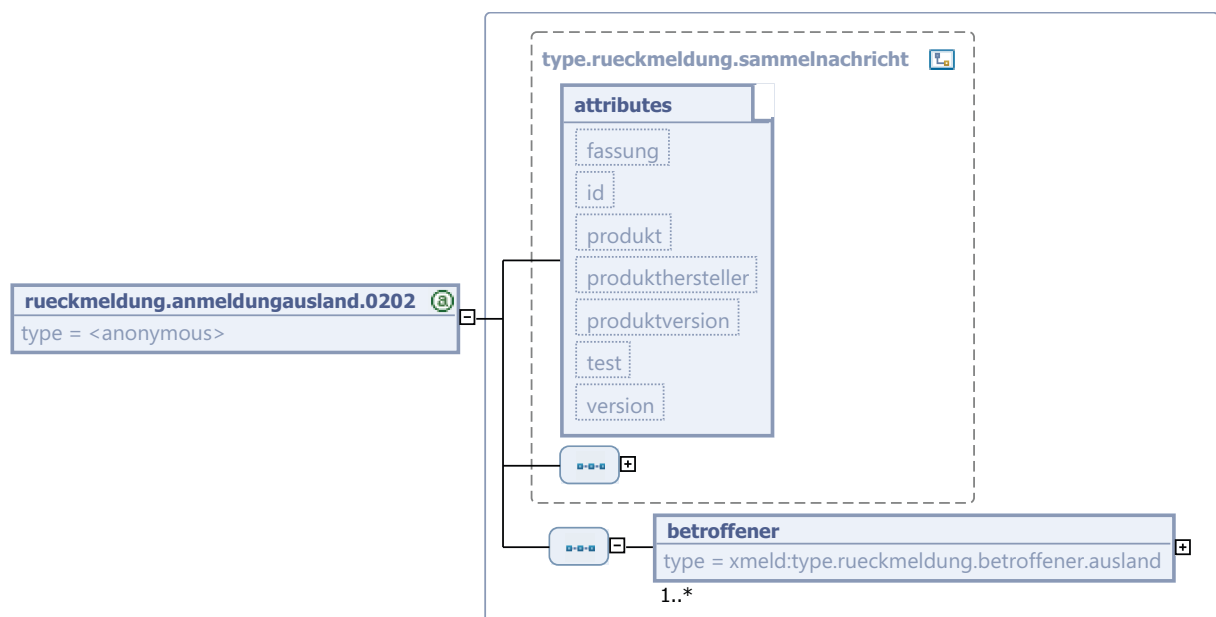 type.rueckmeldung.sammelnachricht
attributes
fassung
id
produkt
produkthersteller
produktversion
test
version
rueckmeldung.anmeldungausland.0202 a
type = <anonymous>
betroffener
type = xmeld:type.rueckmeldung.betroffener.ausland
1..*